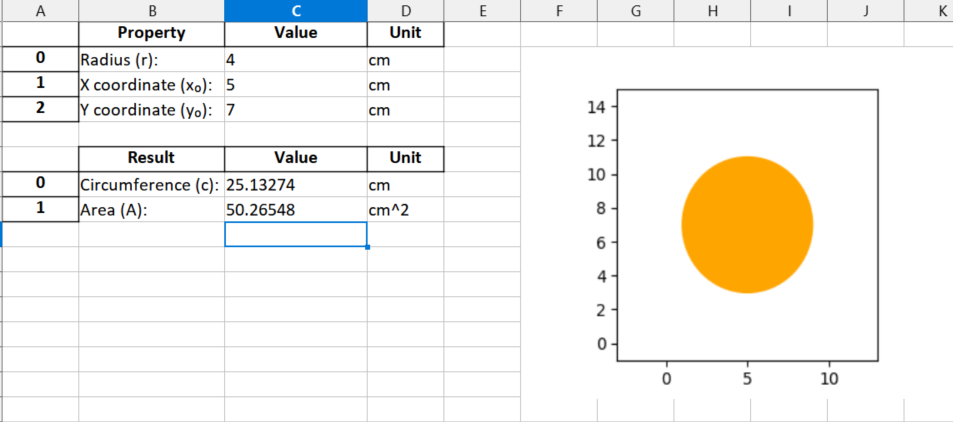 A B C D E F G H I J K
Property Value Unit
0 Radius (r): 4 cm
1 X coordinate (x₀): 5 cm
2 Y coordinate (y₀): 7 cm
Result Value Unit
0 Circumference (c): 25.13274 cm
1 Area (A): 50.26548 cm^2
14
12
10
8
6
4
2
0
0 5 10